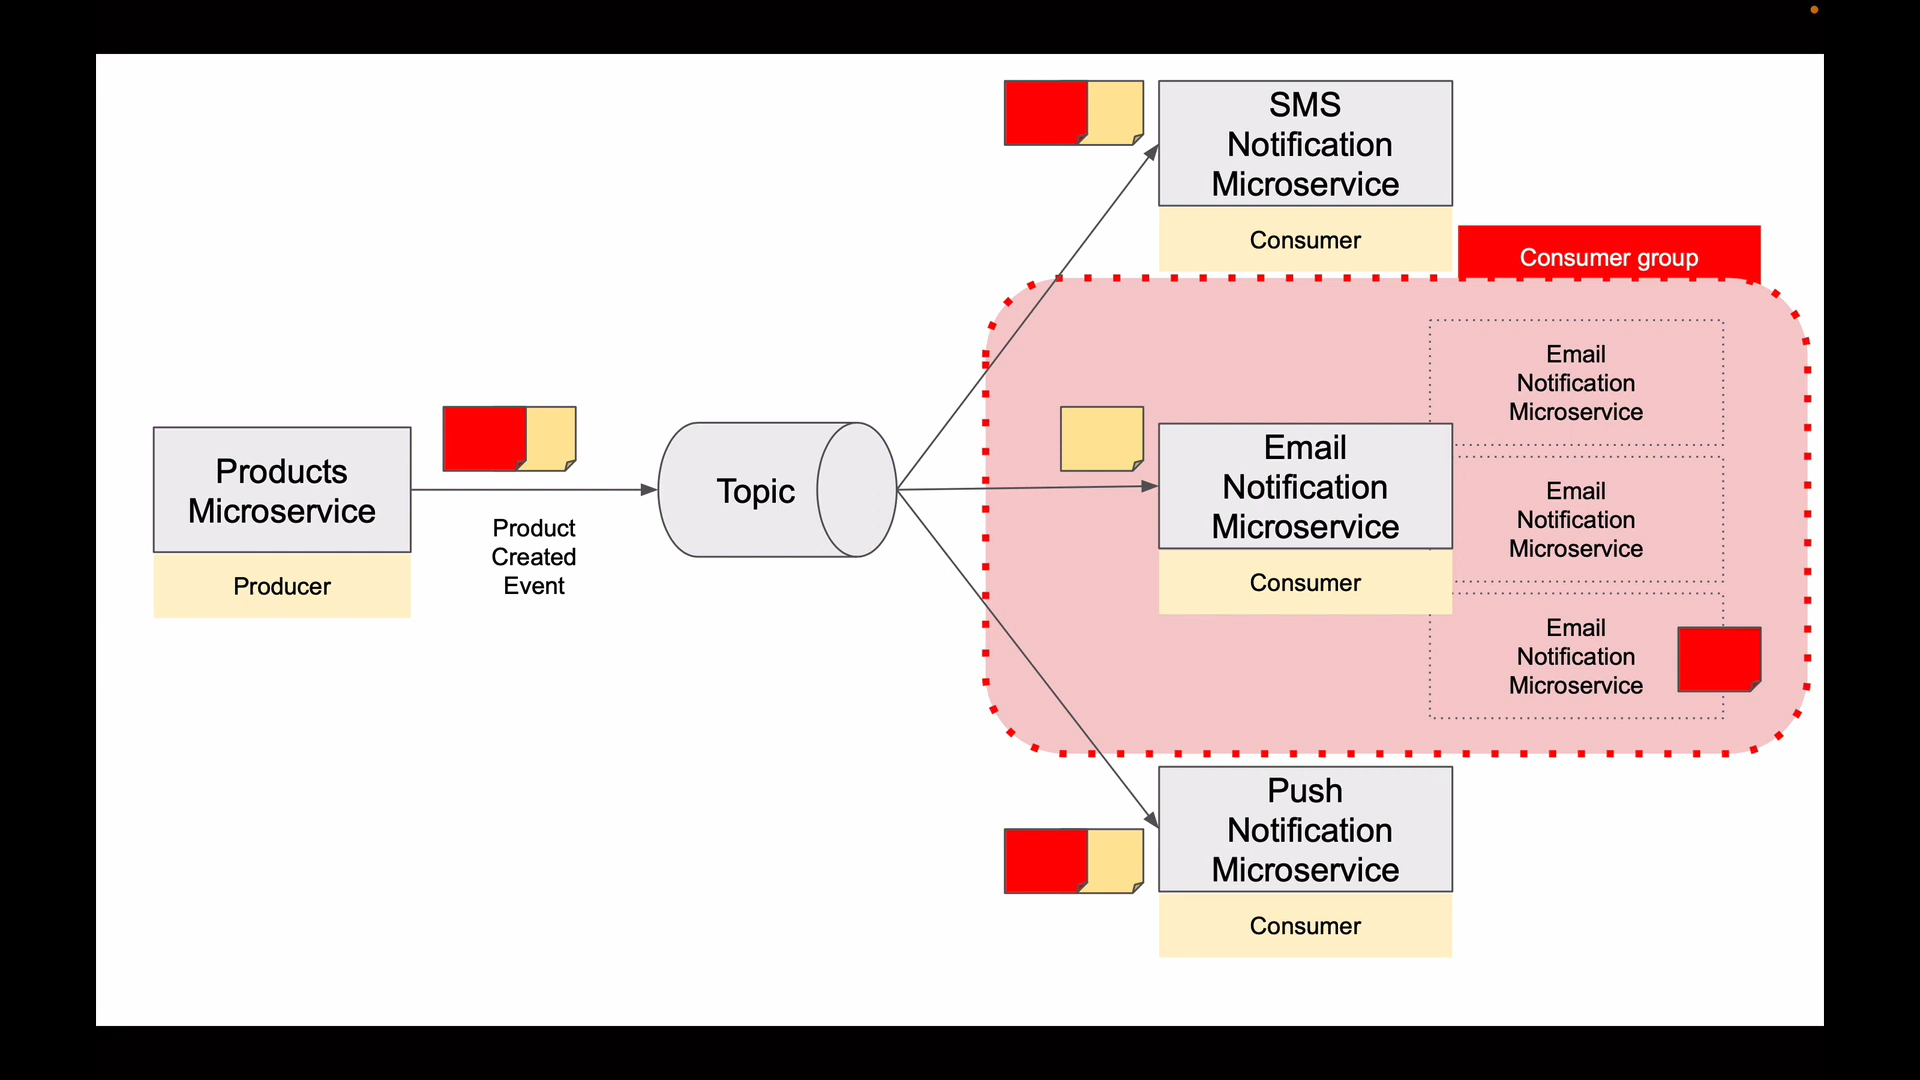 SMS
Notification
Microservice
Consumer
Consumer group
Email
Notification
Microservice
Products
Microservice
Producer
Product
Created
Event
Topic
Email
Notification
Microservice
Consumer
Email
Notification
Microservice
Email
Notification
Microservice
Push
Notification
Microservice
Consumer